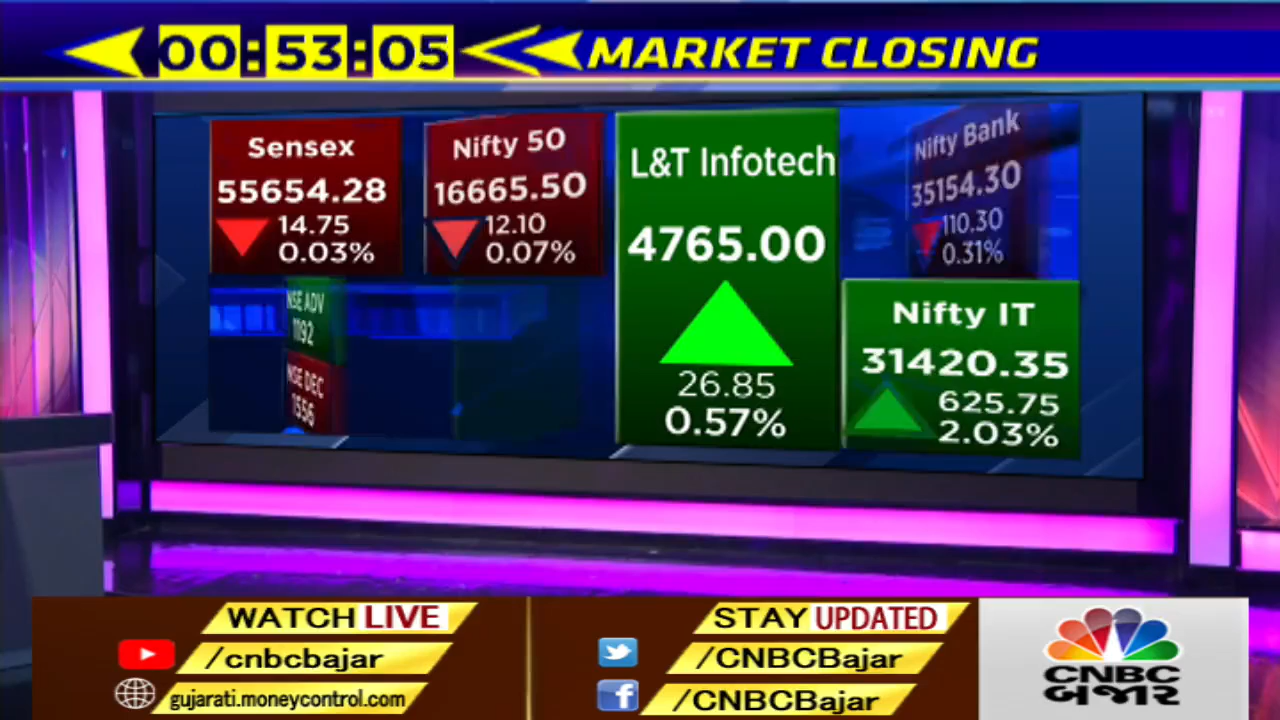 00:53:05 MARKET CLOSING
Sensex
55654.28
14.75
0.03%
Nifty 50
16665.50
12.10
0.07%
L&T Infotech
4765.00
26.85
0.57%
Nifty Bank
35154.30
110.30
0.31%
NSE ADV
1192
NSE DEC
1556
Nifty IT
31420.35
625.75
2.03%
WATCH LIVE
/cnbcbajar
gujarati.moneycontrol.com
STAY UPDATED
/CNBCBajar
/CNBCBajar
CNBC
બજાર